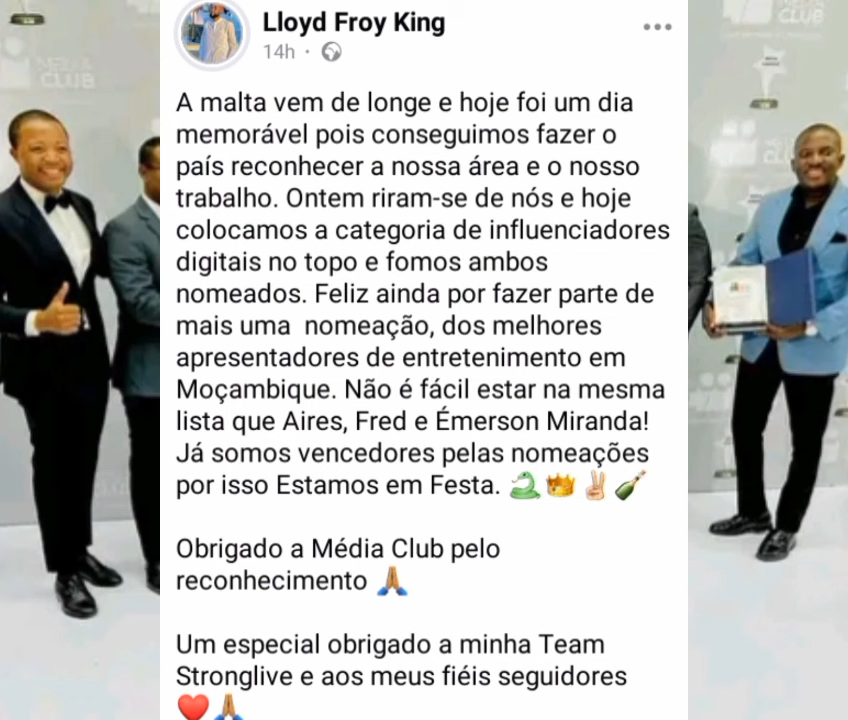 Lloyd Froy King
14h
A malta vem de longe e hoje foi um dia
memorável pois conseguimos fazer o
país reconhecer a nossa área e o nosso
trabalho. Ontem riram-se de nós e hoje
colocamos a categoria de influenciadores
digitais no topo e fomos ambos
nomeados. Feliz ainda por fazer parte de
mais uma nomeação, dos melhores
apresentadores de entretenimento em
Moçambique. Não é fácil estar na mesma
lista que Aires, Fred e Émerson Miranda!
Já somos vencedores pelas nomeações
por isso Estamos em Festa. 🐍👑✌🏽🍾
Obrigado a Média Club pelo
reconhecimento 🙏🏽
Um especial obrigado a minha Team
Stronglive e aos meus fiéis seguidores
❤️🙏🏽
MEDIA
CLUB
CLUB